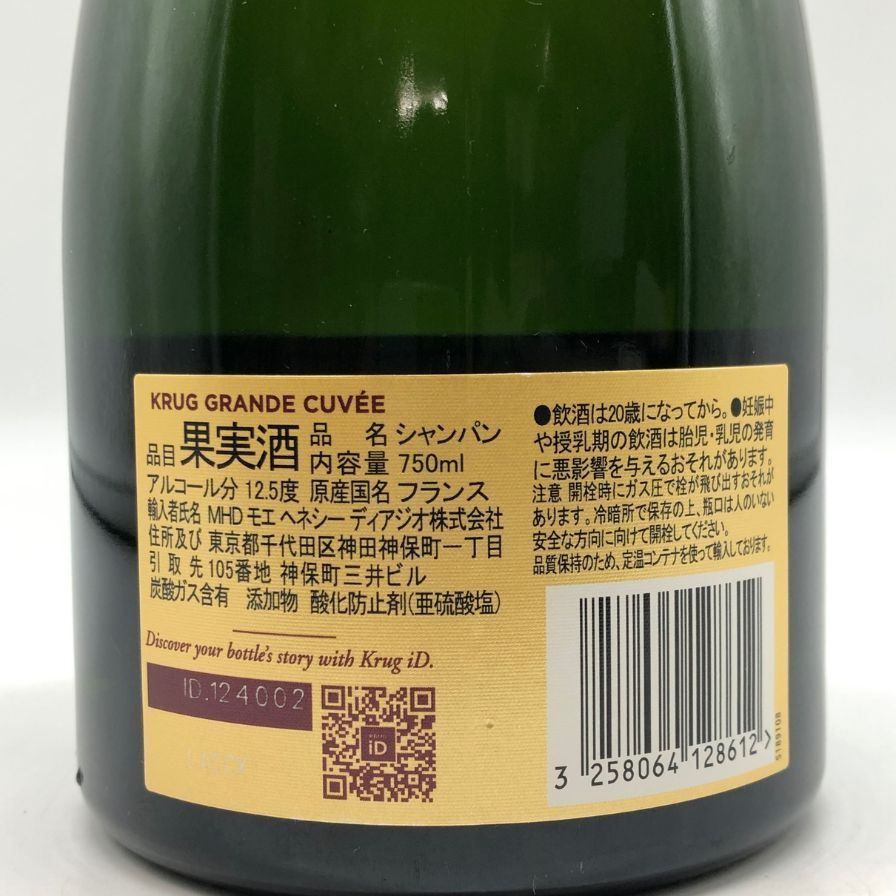 KRUG GRANDE CUVÉE
品目 果実酒 品 名 シャンパン
内容量 750ml
アルコール分 12.5度 原産国名 フランス
輸入者氏名 MHD モエ ヘネシー ディアジオ株式会社
住所及び 東京都千代田区神田神保町一丁目
引 取 先 105番地 神保町三井ビル
炭酸ガス含有 添加物 酸化防止剤(亜硫酸塩)
Discover your bottle's story with Krug iD.
ID.124002
iD
●飲酒は20歳になってから。●妊娠中
や授乳期の飲酒は胎児・乳児の発育
に悪影響を与えるおそれがあります。
注意 開栓時にガス圧で栓が飛び出すおそれが
あります。冷暗所で保存の上、瓶口は人のいない
安全な方向に向けて開栓してください。
品質保持のため、定温コンテナを使って輸入しております。
3 258064 128612 >
5189108